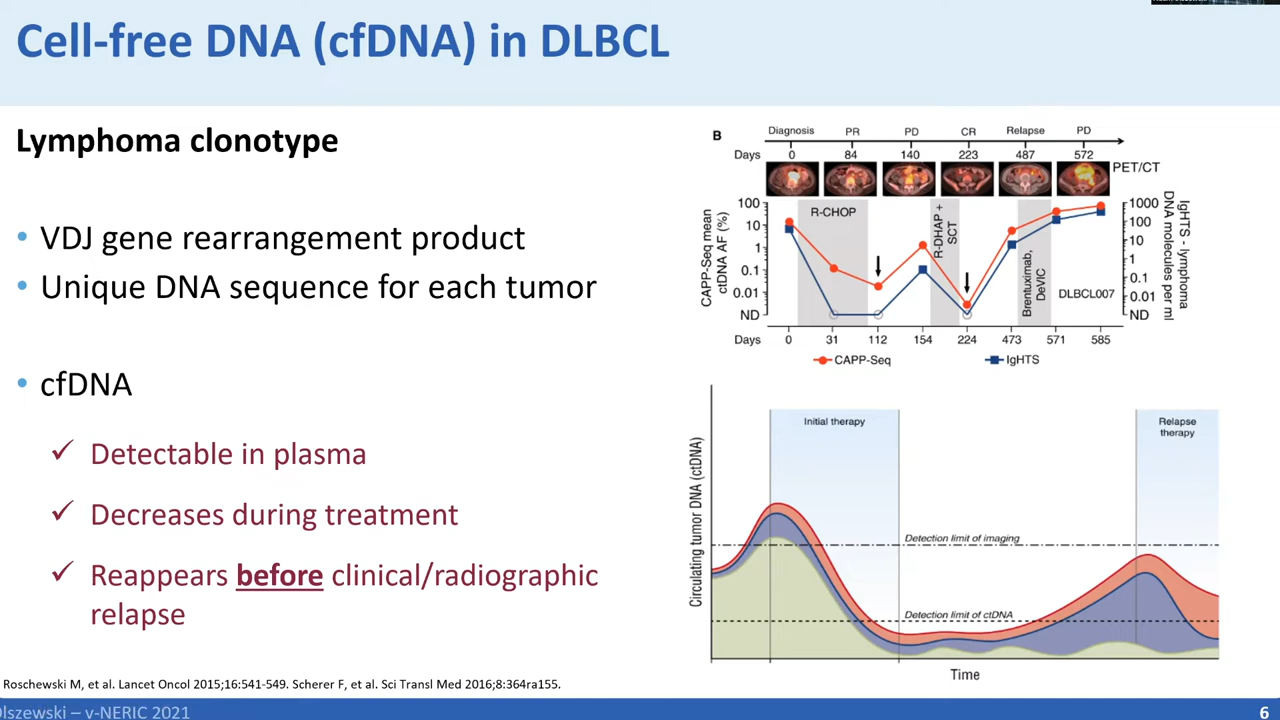 Cell-free DNA (cfDNA) in DLBCL
Lymphoma clonotype
• VDJ gene rearrangement product
• Unique DNA sequence for each tumor
• cfDNA
✓ Detectable in plasma
✓ Decreases during treatment
✓ Reappears before clinical/radiographic
relapse
B
Diagnosis PR PD CR Relapse PD
Days 0 84 140 223 487 572
PET/CT
CAPP-Seq mean
ctDNA AF (%)
100
10
1
0.1
0.01
ND
R-CHOP
R-DHAP +
SCT
Brentuximab,
DeVIC
DLBCL007
1000
100
10
1
0.1
0.01
ND
IgHTS - lymphoma
DNA molecules per ml
Days 0 31 112 154 224 473 571 585
CAPP-Seq IgHTS
Circulating tumor DNA (ctDNA)
Initial therapy
Relapse
therapy
Detection limit of imaging
Detection limit of ctDNA
Time
Roschewski M, et al. Lancet Oncol 2015;16:541-549. Scherer F, et al. Sci Transl Med 2016;8:364ra155.
lszewski – v-NERIC 2021
6